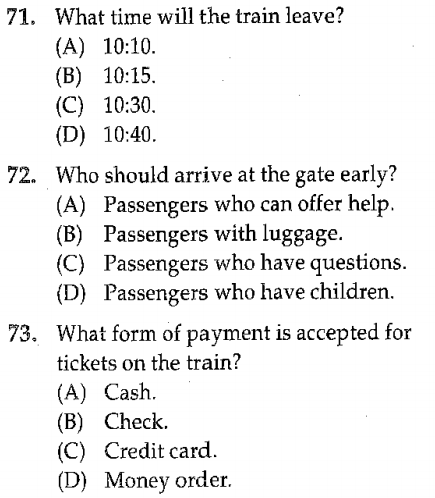 71. What time will the train leave?
(A) 10:10.
(B) 10:15.
(C) 10:30.
(D) 10:40.
72. Who should arrive at the gate early?
(A) Passengers who can offer help.
(B) Passengers with luggage.
(C) Passengers who have questions.
(D) Passengers who have children.
73. What form of payment is accepted for
tickets on the train?
(A) Cash.
(B) Check.
(C) Credit card.
(D) Money order.